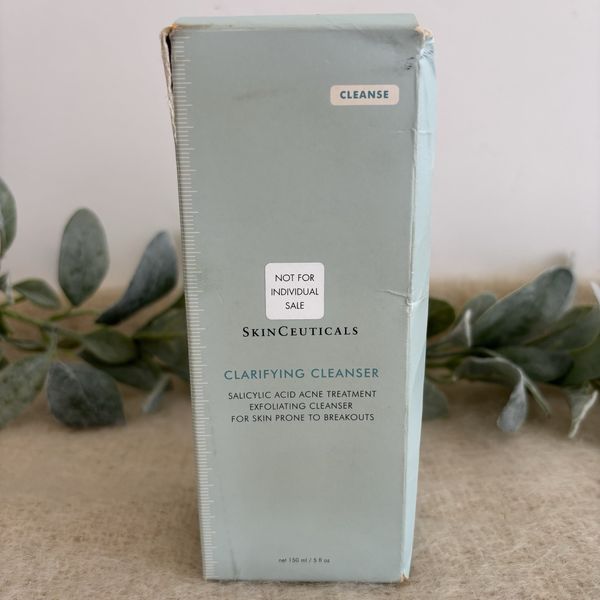 CLEANSE
NOT FOR
INDIVIDUAL
SALE
SKINCEUTICALS
CLARIFYING CLEANSER
SALICYLIC ACID ACNE TREATMENT
EXFOLIATING CLEANSER
FOR SKIN PRONE TO BREAKOUTS
net 150 ml / 5 fl oz